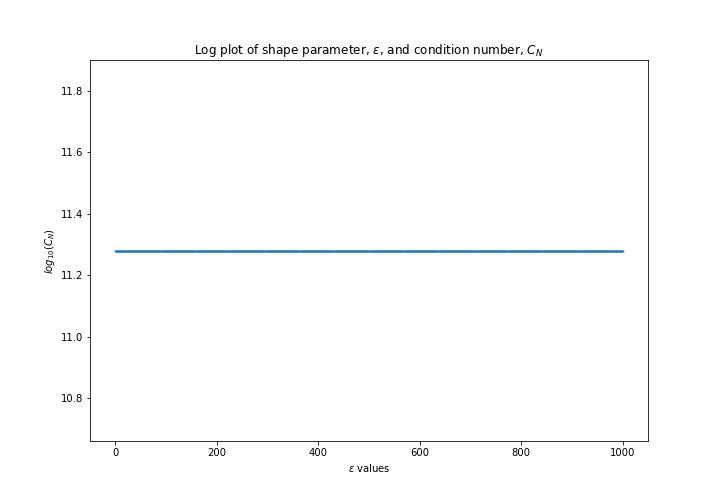 Log plot of shape parameter, ε, and condition number, C_N
11.8
11.6
11.4
11.2
11.0
10.8
log₁₀(C_N)
0 200 400 600 800 1000
ε values